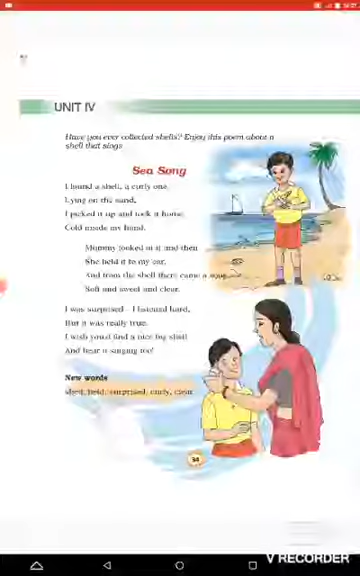 UNIT IV
Have you ever collected shells? Enjoy this poem about a
shell that sings.
Sea Song
I found a shell, a curly one,
Lying on the sand,
I picked it up and took it home,
Cold inside my hand.
Mummy looked at it and then
She held it to my ear,
And from the shell there came a song
Soft and sweet and clear.
I was surprised – I listened hard,
But it was really true.
I wish you'd find a nice big shell
And hear it singing too!
New words
shell, held, surprised, curly, clear
34
V RECORDER